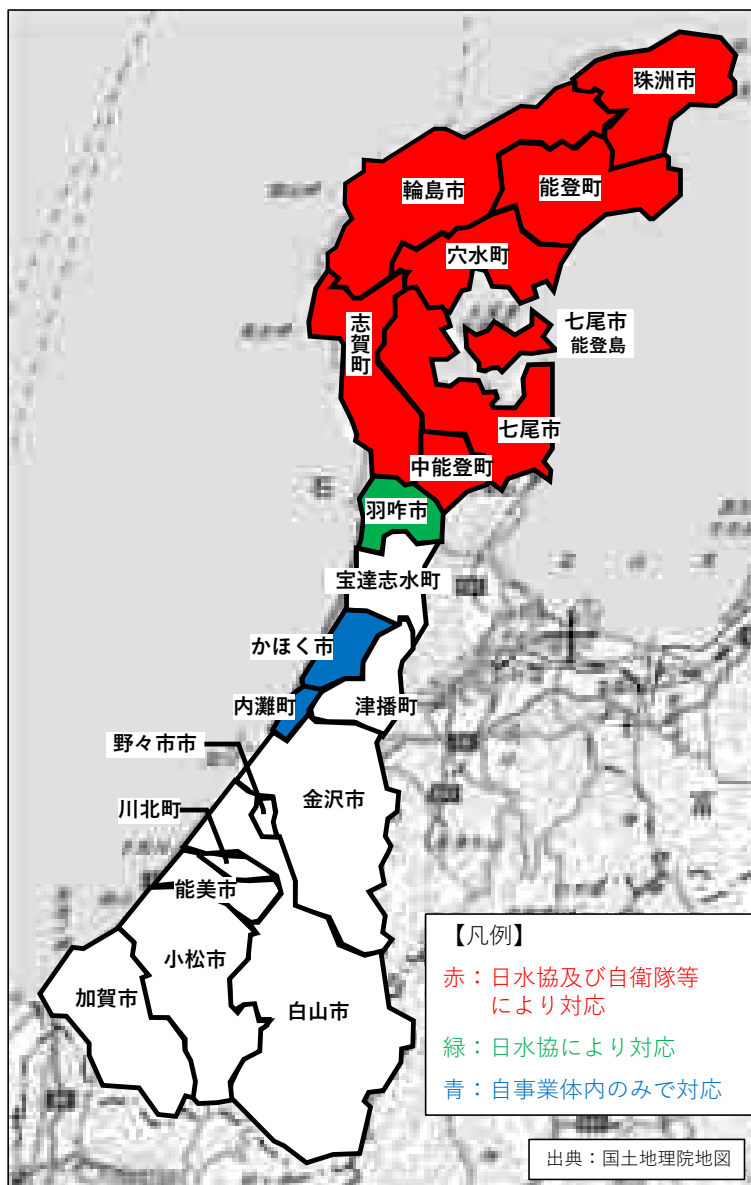 珠洲市
輪島市
能登町
穴水町
七尾市
能登島
志賀町
七尾市
中能登町
羽咋市
宝達志水町
かほく市
内灘町
津播町
野々市市
金沢市
川北町
能美市
小松市
加賀市
白山市
【凡例】
赤：日水協及び自衛隊等
により対応
緑：日水協により対応
青：自事業体内のみで対応
出典：国土地理院地図